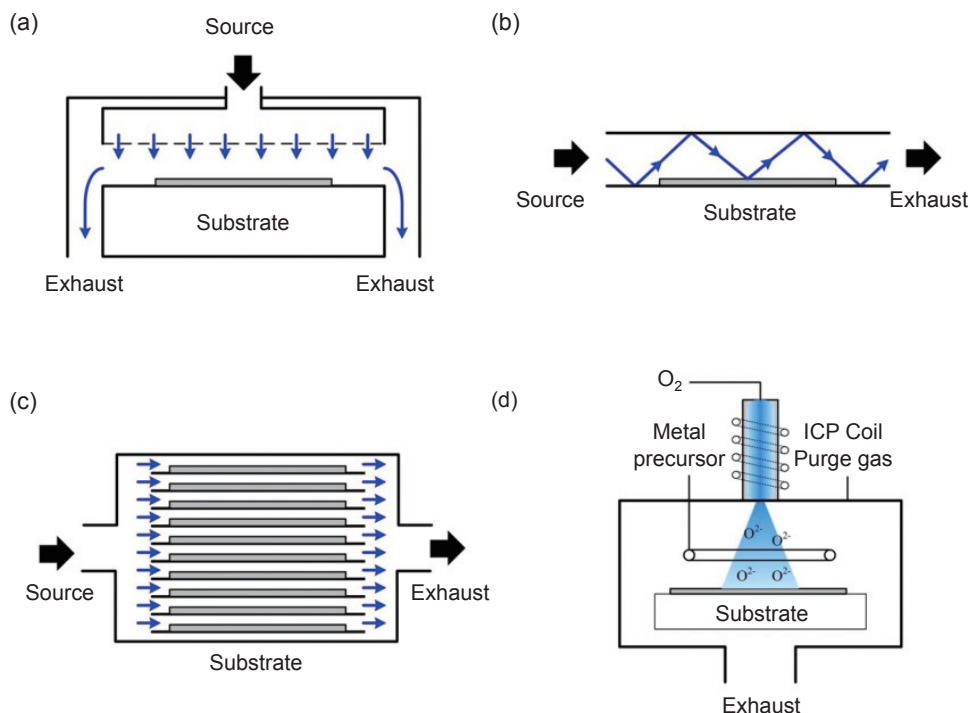 (a)
Source
Substrate
Exhaust
Exhaust
(b)
Source
Substrate
Exhaust
(c)
Source
Exhaust
Substrate
(d)
O₂
Metal
precursor
ICP Coil
Purge gas
O²⁻
O²⁻
O²⁻
O²⁻
Substrate
Exhaust